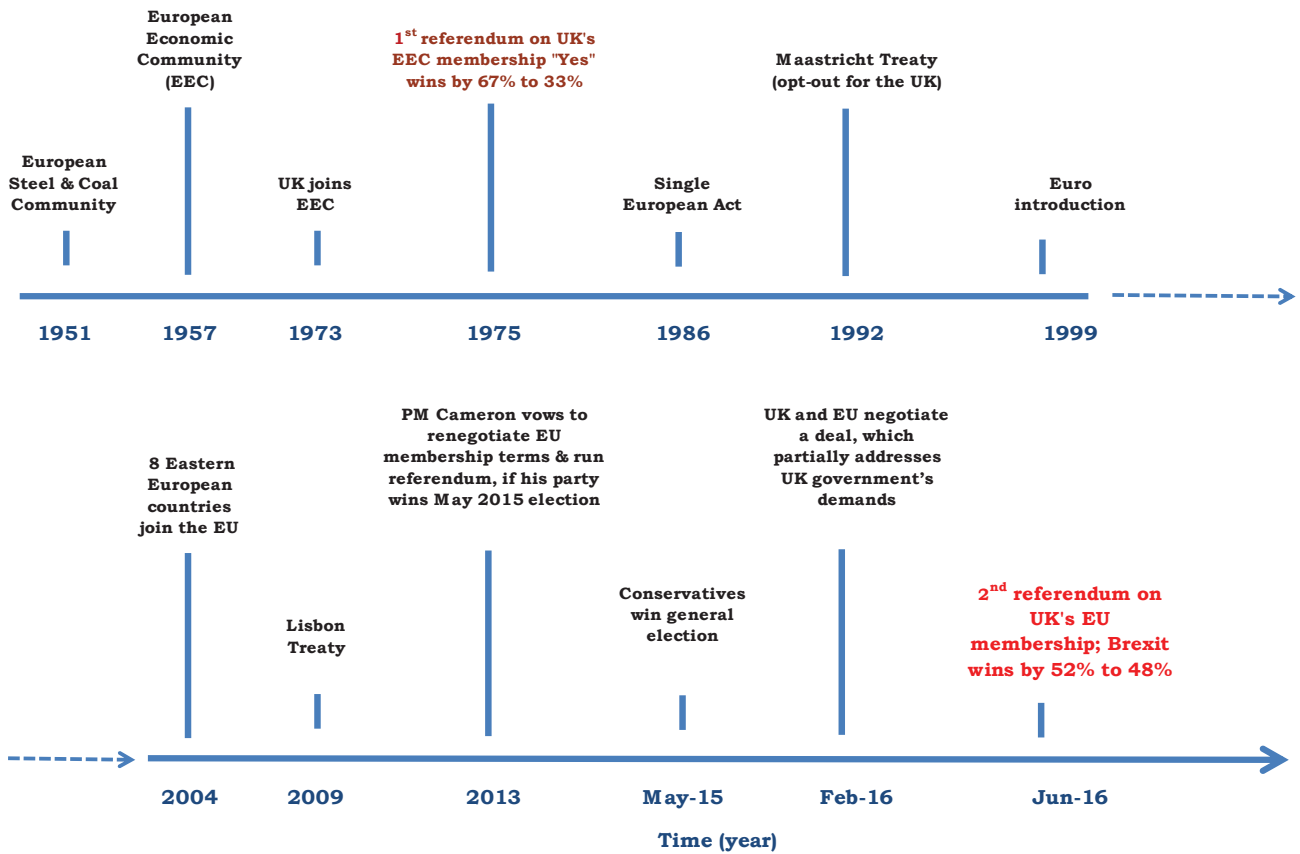 European
Economic
Community
(EEC)
1st referendum on UK's
EEC membership "Yes"
wins by 67% to 33%
Maastricht Treaty
(opt-out for the UK)
European
Steel & Coal
Community
UK joins
EEC
Single
European Act
Euro
introduction
1951
1957
1973
1975
1986
1992
1999
8 Eastern
European
countries
join the EU
Lisbon
Treaty
PM Cameron vows to
renegotiate EU
membership terms & run
referendum, if his party
wins May 2015 election
Conservatives
win general
election
UK and EU negotiate
a deal, which
partially addresses
UK government’s
demands
2nd referendum on
UK's EU
membership; Brexit
wins by 52% to 48%
2004
2009
2013
May-15
Feb-16
Jun-16
Time (year)